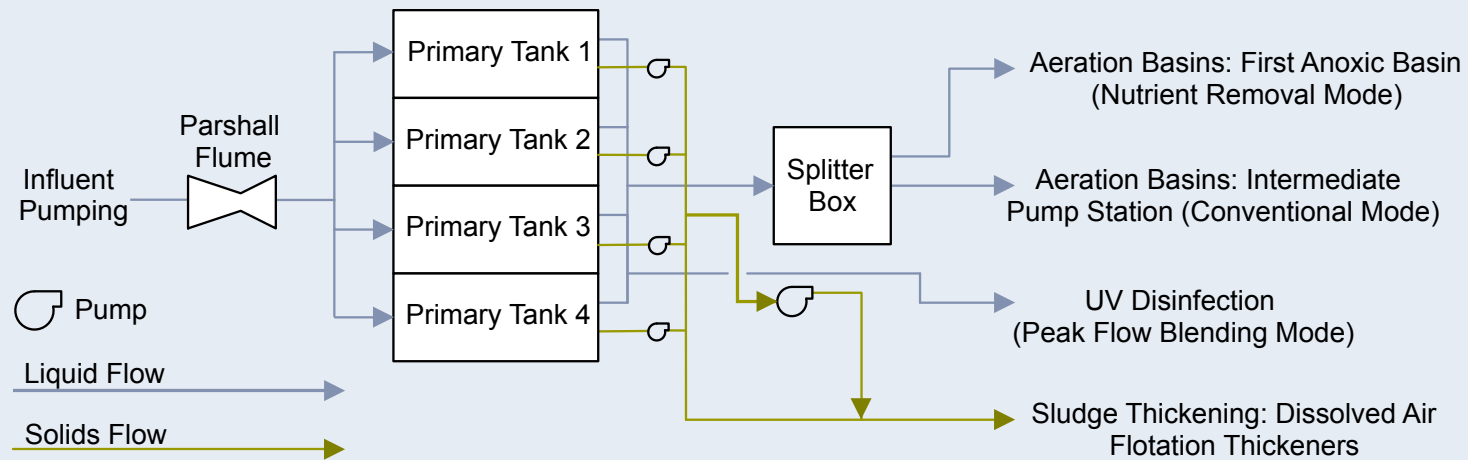 Influent
Pumping
Parshall
Flume
Primary Tank 1
Primary Tank 2
Primary Tank 3
Primary Tank 4
Splitter
Box
Aeration Basins: First Anoxic Basin
(Nutrient Removal Mode)
Aeration Basins: Intermediate
Pump Station (Conventional Mode)
UV Disinfection
(Peak Flow Blending Mode)
Sludge Thickening: Dissolved Air
Flotation Thickeners
Pump
Liquid Flow
Solids Flow